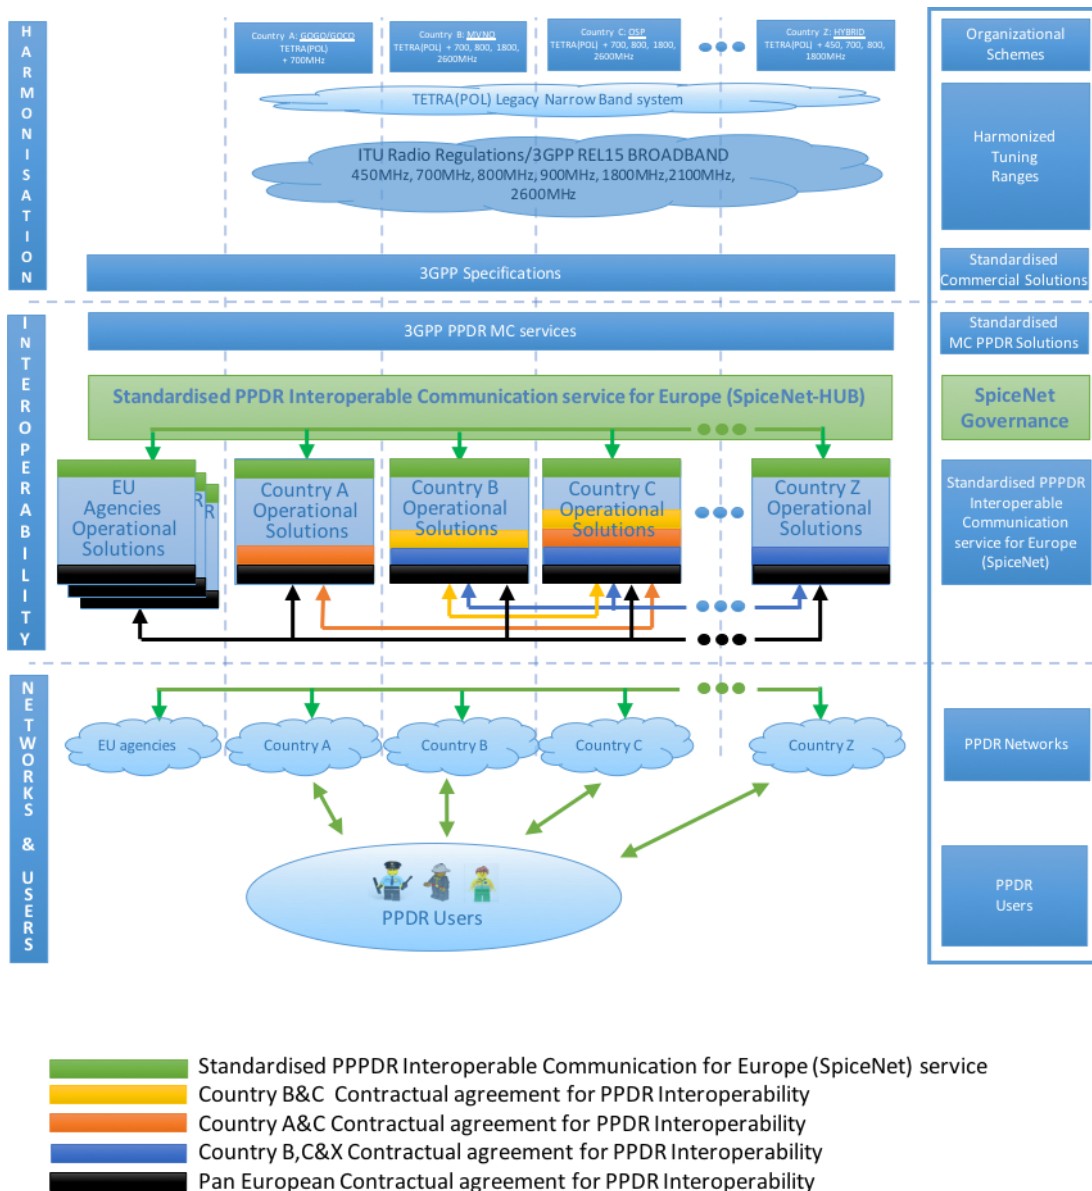 HARMONISATION
Country A: GOGO/GOCO
TETRA(POL)
+ 700MHz
Country B: MVNO
TETRA(POL) + 700, 800, 1800,
2600MHz
Country C: OSP
TETRA(POL) + 700, 800, 1800,
2600MHz
Country Z: HYBRID
TETRA(POL) + 450, 700, 800,
1800MHz
Organizational
Schemes
TETRA(POL) Legacy Narrow Band system
ITU Radio Regulations/3GPP REL15 BROADBAND
450MHz, 700MHz, 800MHz, 900MHz, 1800MHz,2100MHz,
2600MHz
Harmonized
Tuning
Ranges
3GPP Specifications
Standardised
Commercial Solutions
INTEROPERABILITY
3GPP PPDR MC services
Standardised
MC PPDR Solutions
Standardised PPDR Interoperable Communication service for Europe (SpiceNet-HUB)
SpiceNet
Governance
EU
Agencies
Operational
Solutions
R
R
Country A
Operational
Solutions
Country B
Operational
Solutions
Country C
Operational
Solutions
Country Z
Operational
Solutions
Standardised PPPDR
Interoperable
Communication
service for Europe
(SpiceNet)
NETWORKS & USERS
EU agencies
Country A
Country B
Country C
Country Z
PPDR Networks
PPDR Users
PPDR
Users
Standardised PPPDR Interoperable Communication for Europe (SpiceNet) service
Country B&C Contractual agreement for PPDR Interoperability
Country A&C Contractual agreement for PPDR Interoperability
Country B,C&X Contractual agreement for PPDR Interoperability
Pan European Contractual agreement for PPDR Interoperability